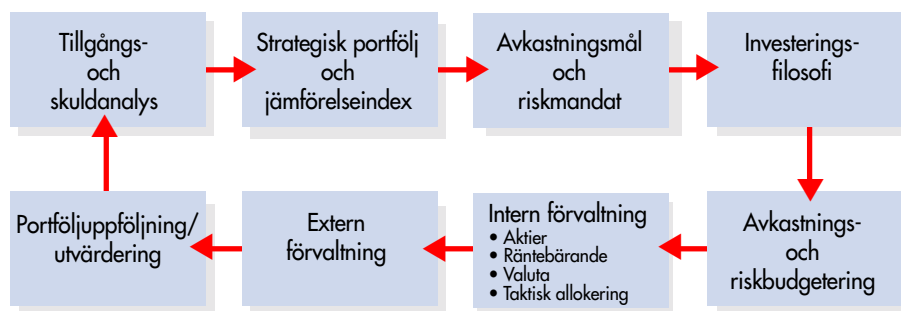 Tillgångs-
och
skuldanalys
Strategisk portfölj
och
jämförelseindex
Avkastningsmål
och
riskmandat
Investerings-
filosofi
Avkastnings-
och
riskbudgetering
Intern förvaltning
• Aktier
• Räntebärande
• Valuta
• Taktisk allokering
Extern
förvaltning
Portföljuppföljning/
utvärdering